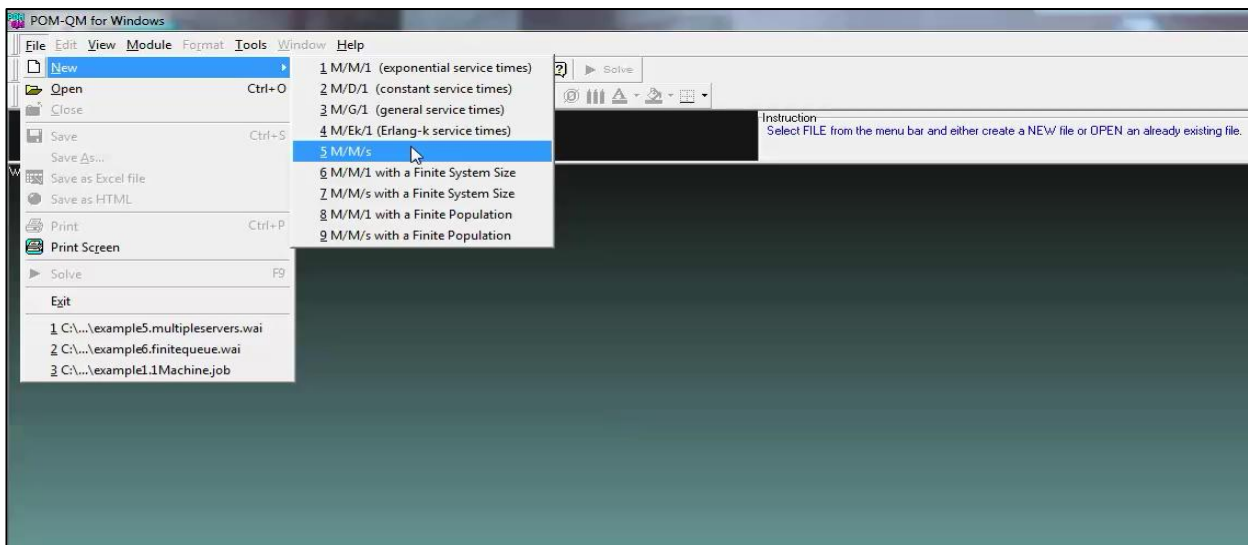 POM-QM for Windows
File Edit View Module Format Tools Window Help
New
Open Ctrl+O
Close
Save Ctrl+S
Save As...
Save as Excel file
Save as HTML
Print Ctrl+P
Print Screen
Solve F9
Exit
1 C:\...\example5.multipleservers.wai
2 C:\...\example6.finitequeue.wai
3 C:\...\example1.1Machine.job
1 M/M/1 (exponential service times)
2 M/D/1 (constant service times)
3 M/G/1 (general service times)
4 M/Ek/1 (Erlang-k service times)
5 M/M/s
6 M/M/1 with a Finite System Size
7 M/M/s with a Finite System Size
8 M/M/1 with a Finite Population
9 M/M/s with a Finite Population
Solve
Instruction
Select FILE from the menu bar and either create a NEW file or OPEN an already existing file.